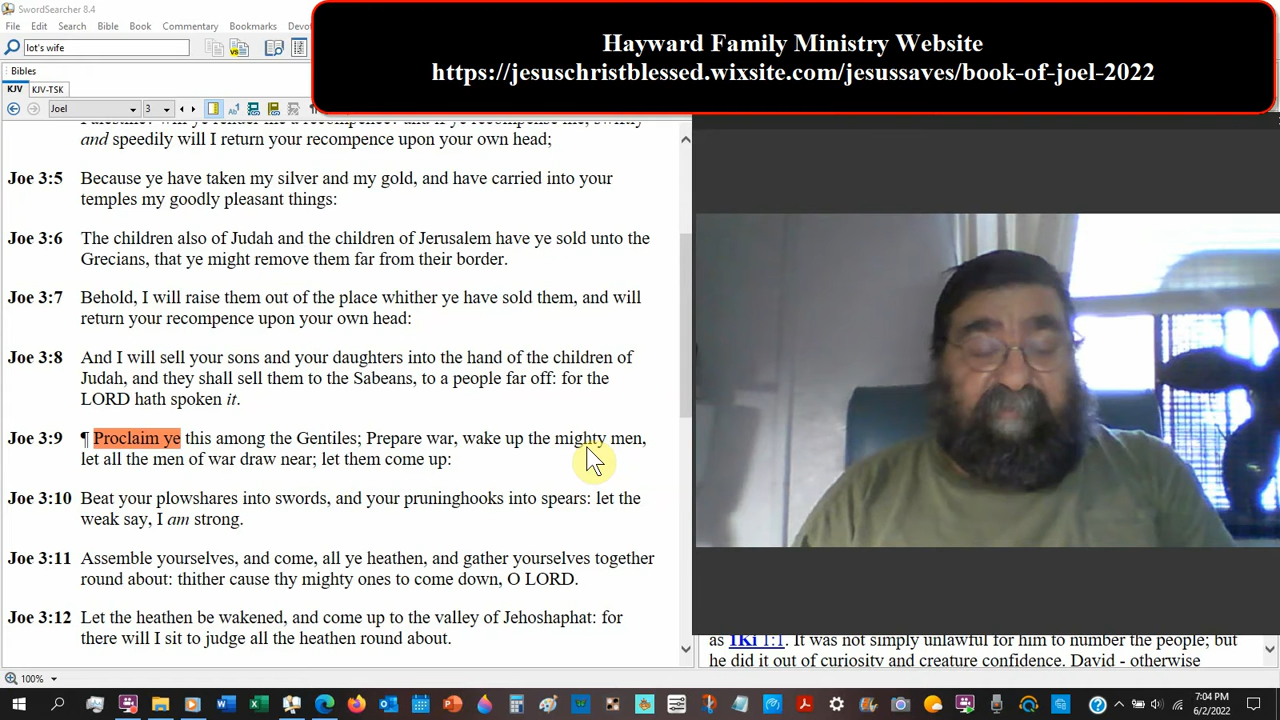 SwordSearcher 8.4
File Edit Search Bible Book Commentary Bookmarks Devot
lot's wife
Bibles
KJV KJV-TSK
Joel 3
Hayward Family Ministry Website
https://jesuschristblessed.wixsite.com/jesussaves/book-of-joel-2022
and speedily will I return your recompence upon your own head;
Joe 3:5 Because ye have taken my silver and my gold, and have carried into your
temples my goodly pleasant things:
Joe 3:6 The children also of Judah and the children of Jerusalem have ye sold unto the
Grecians, that ye might remove them far from their border.
Joe 3:7 Behold, I will raise them out of the place whither ye have sold them, and will
return your recompence upon your own head:
Joe 3:8 And I will sell your sons and your daughters into the hand of the children of
Judah, and they shall sell them to the Sabeans, to a people far off: for the
LORD hath spoken it.
Joe 3:9 ¶ Proclaim ye this among the Gentiles; Prepare war, wake up the mighty men,
let all the men of war draw near; let them come up:
Joe 3:10 Beat your plowshares into swords, and your pruninghooks into spears: let the
weak say, I am strong.
Joe 3:11 Assemble yourselves, and come, all ye heathen, and gather yourselves together
round about: thither cause thy mighty ones to come down, O LORD.
Joe 3:12 Let the heathen be wakened, and come up to the valley of Jehoshaphat: for
there will I sit to judge all the heathen round about.
as 1Ki 1:1. It was not simply unlawful for him to number the people; but
he did it out of curiosity and creature confidence. David - otherwise
100%
7:04 PM
6/2/2022